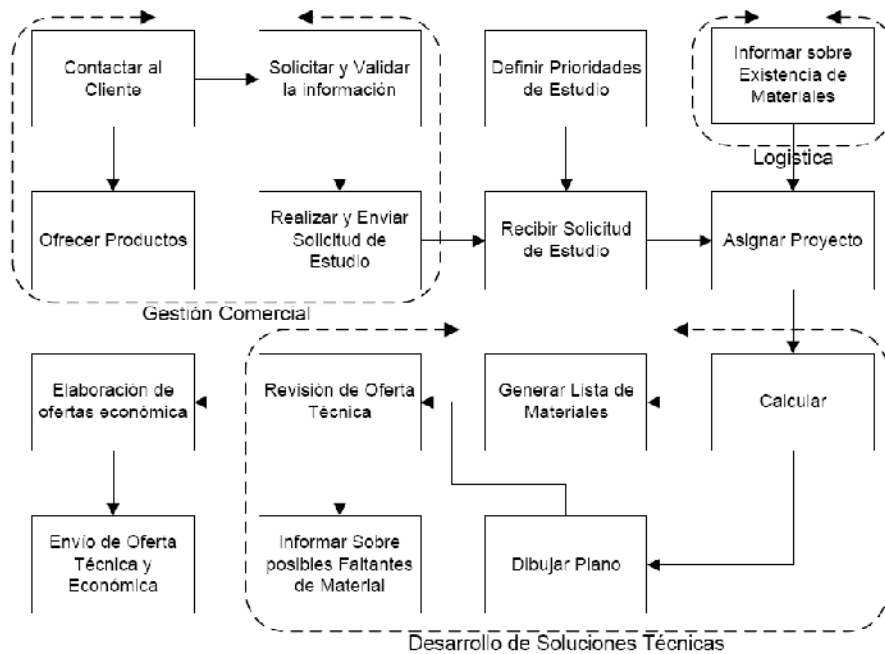 Contactar al
Cliente
Solicitar y Validar
la información
Definir Prioridades
de Estudio
Informar sobre
Existencia de
Materiales
Logistica
Ofrecer Productos
Realizar y Enviar
Solicitud de
Estudio
Recibir Solicitud
de Estudio
Asignar Proyecto
Gestión Comercial
Elaboración de
ofertas económica
Revisión de Oferta
Técnica
Generar Lista de
Materiales
Calcular
Envío de Oferta
Técnica y
Económica
Informar Sobre
posibles Faltantes
de Material
Dibujar Plano
Desarrollo de Soluciones Técnicas